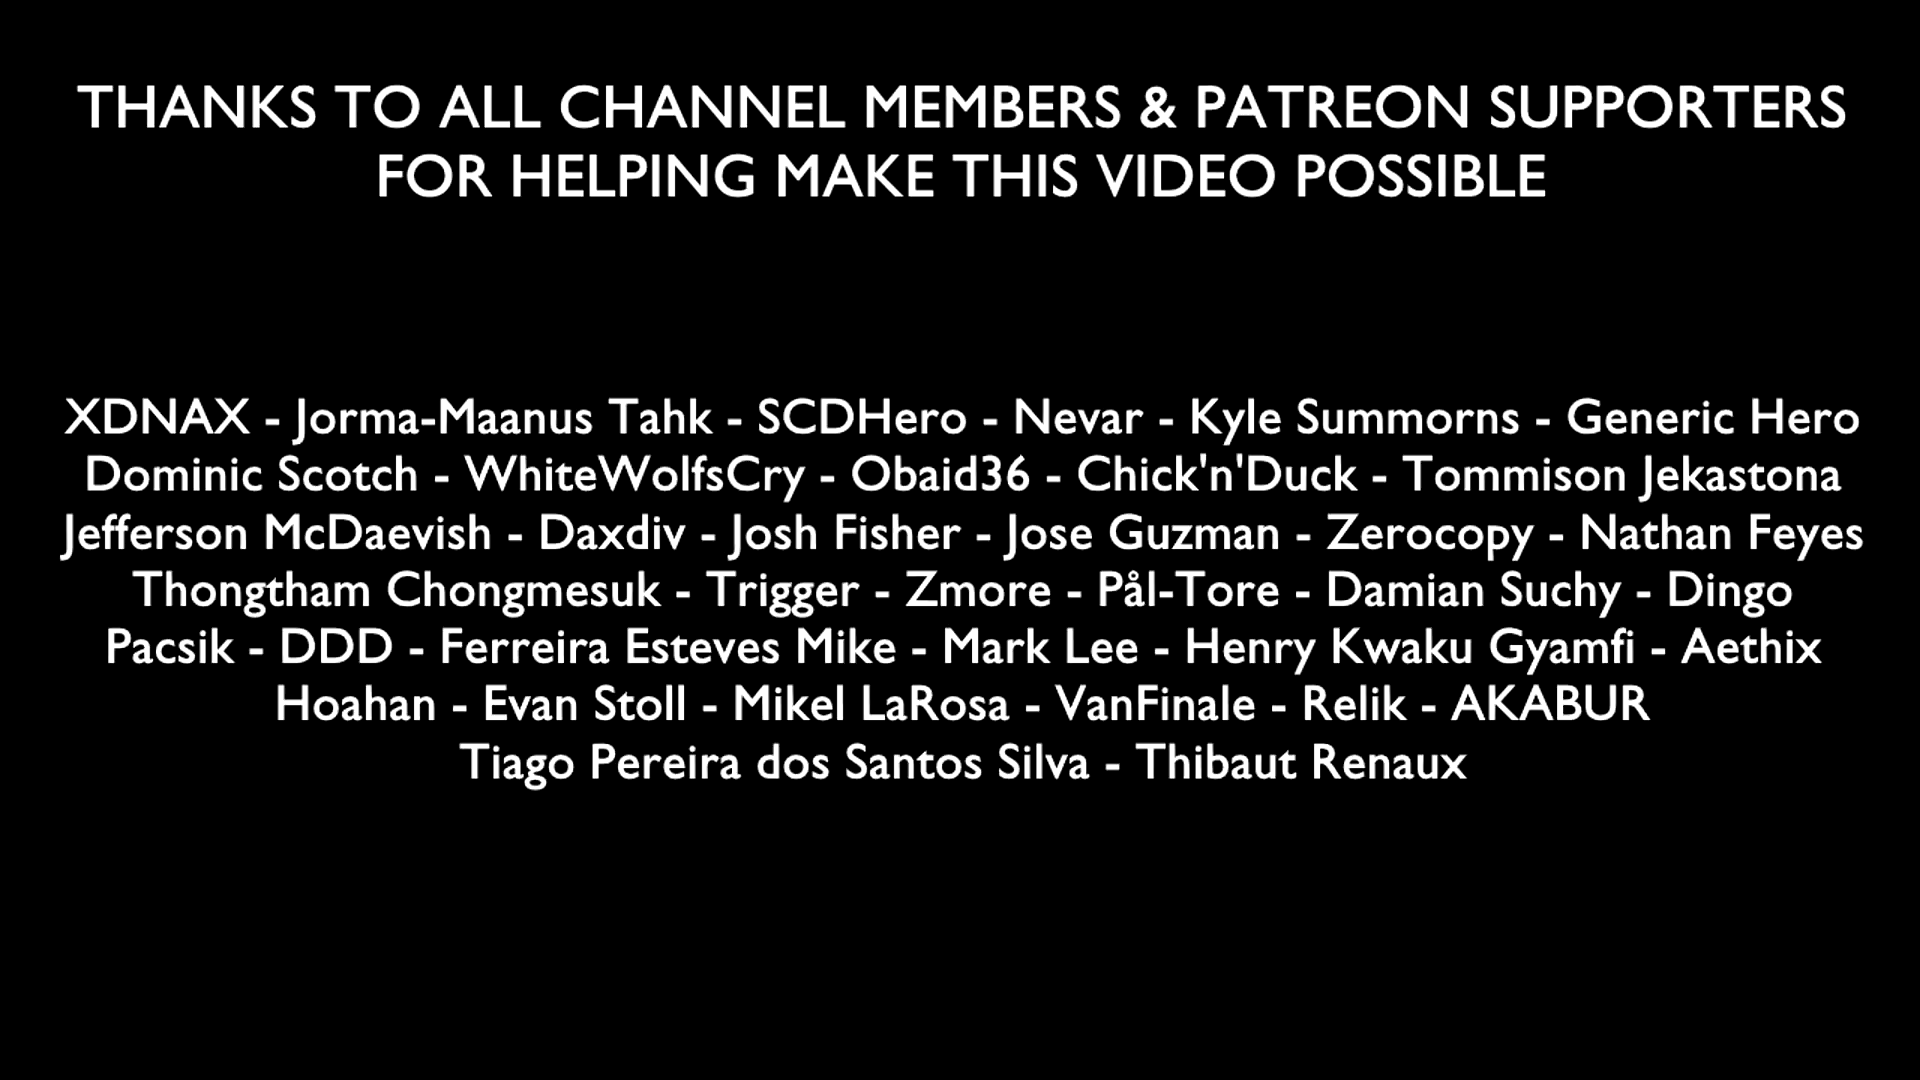 THANKS TO ALL CHANNEL MEMBERS & PATREON SUPPORTERS
FOR HELPING MAKE THIS VIDEO POSSIBLE
XDNAX - Jorma-Maanus Tahk - SCDHero - Nevar - Kyle Summorns - Generic Hero
Dominic Scotch - WhiteWolfsCry - Obaid36 - Chick'n'Duck - Tommison Jekastona
Jefferson McDaevish - Daxdiv - Josh Fisher - Jose Guzman - Zerocopy - Nathan Feyes
Thongtham Chongmesuk - Trigger - Zmore - Pål-Tore - Damian Suchy - Dingo
Pacsik - DDD - Ferreira Esteves Mike - Mark Lee - Henry Kwaku Gyamfi - Aethix
Hoahan - Evan Stoll - Mikel LaRosa - VanFinale - Relik - AKABUR
Tiago Pereira dos Santos Silva - Thibaut Renaux